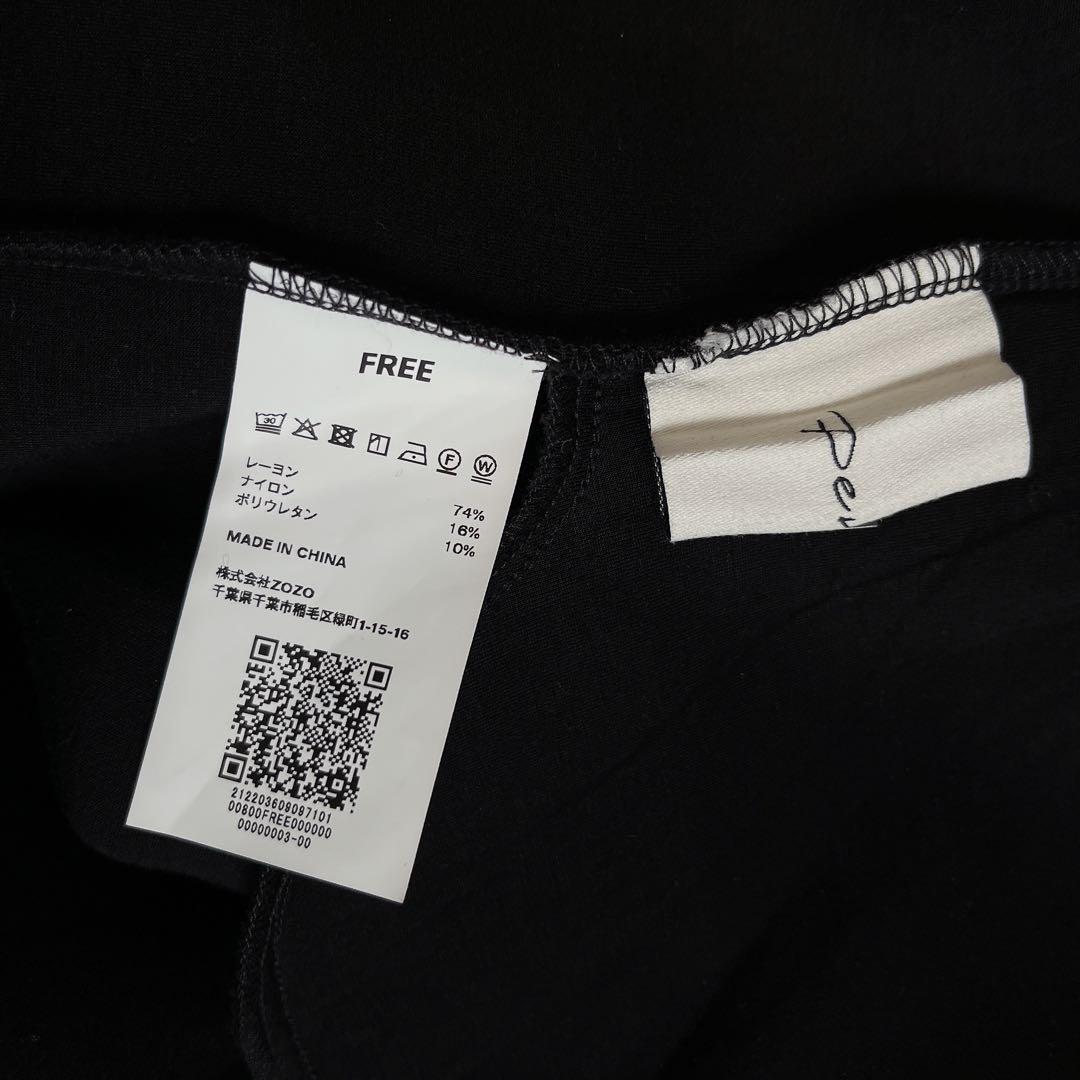 FREE
30
F W
レーヨン 74%
ナイロン 16%
ポリウレタン 10%
MADE IN CHINA
株式会社ZOZO
千葉県千葉市稲毛区緑町1-15-16
212203609097101
00800FREE000000
00000003-00